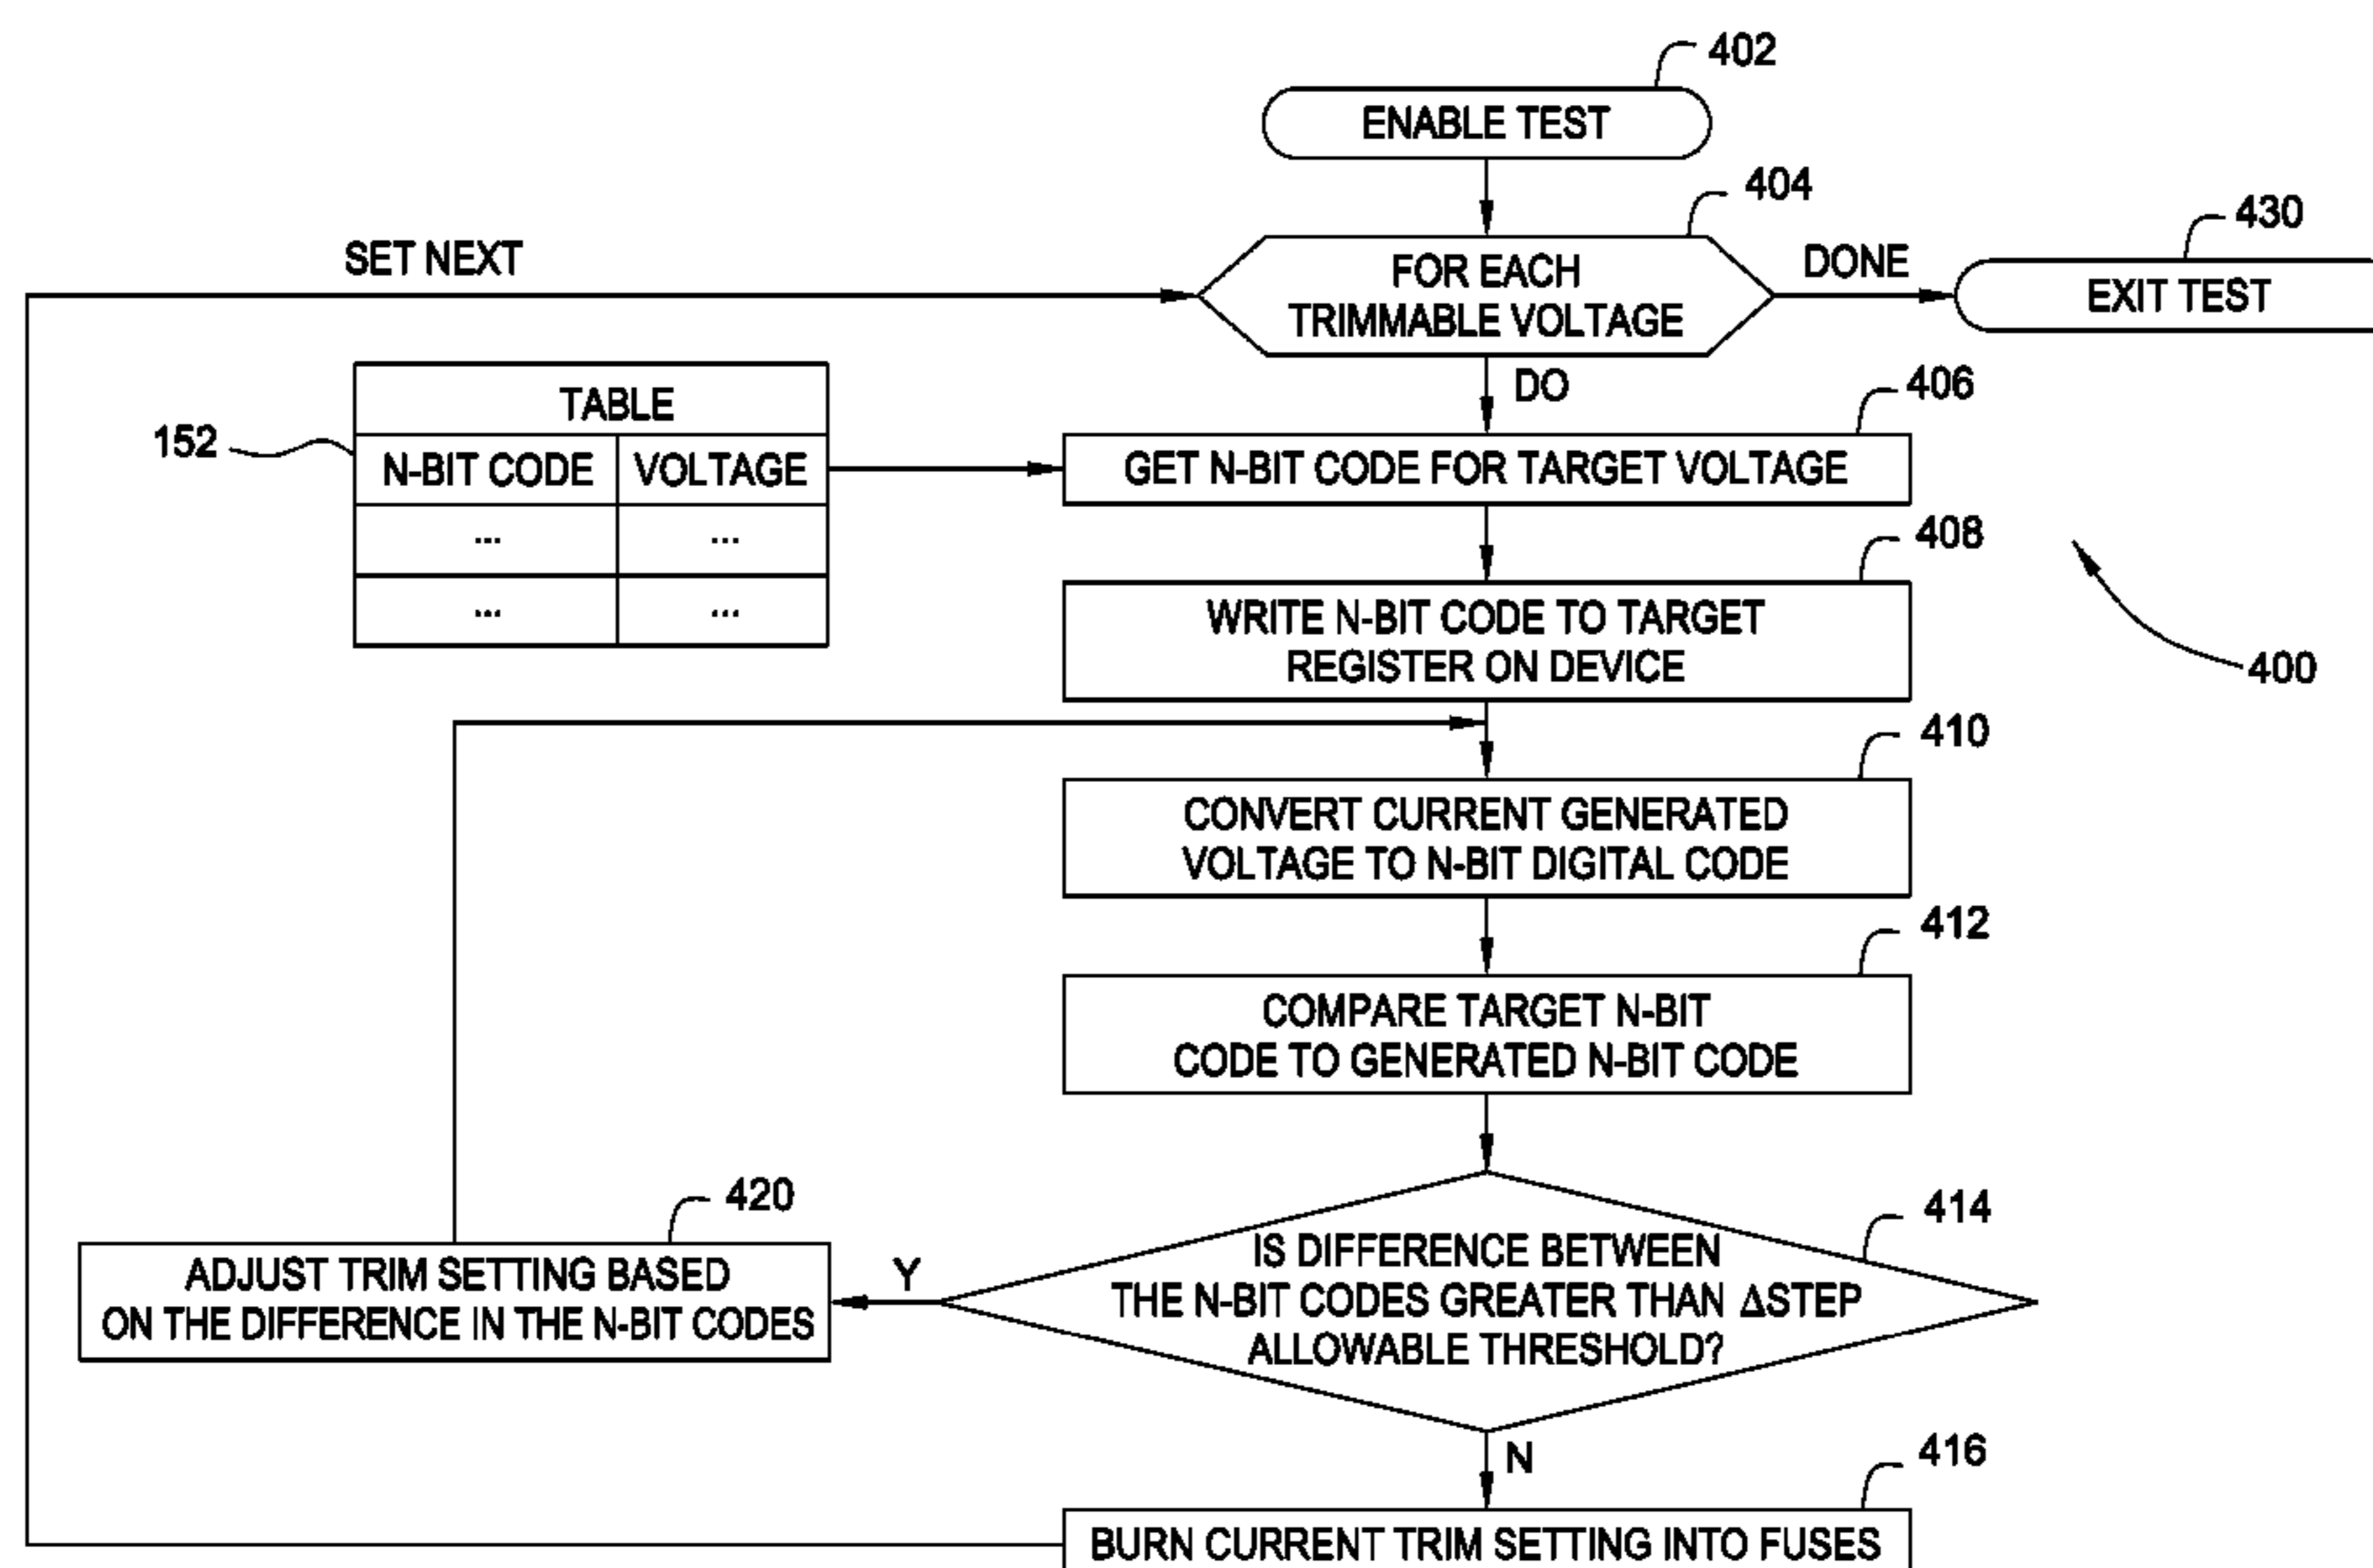 402
ENABLE TEST
404
430
SET NEXT
FOR EACH
TRIMMABLE VOLTAGE
DONE
EXIT TEST
DO
406
TABLE
152
N-BIT CODE
VOLTAGE
GET N-BIT CODE FOR TARGET VOLTAGE
...
...
408
...
...
WRITE N-BIT CODE TO TARGET
REGISTER ON DEVICE
400
410
CONVERT CURRENT GENERATED
VOLTAGE TO N-BIT DIGITAL CODE
412
COMPARE TARGET N-BIT
CODE TO GENERATED N-BIT CODE
420
414
ADJUST TRIM SETTING BASED
ON THE DIFFERENCE IN THE N-BIT CODES
Y
IS DIFFERENCE BETWEEN
THE N-BIT CODES GREATER THAN ΔSTEP
ALLOWABLE THRESHOLD?
N
416
BURN CURRENT TRIM SETTING INTO FUSES